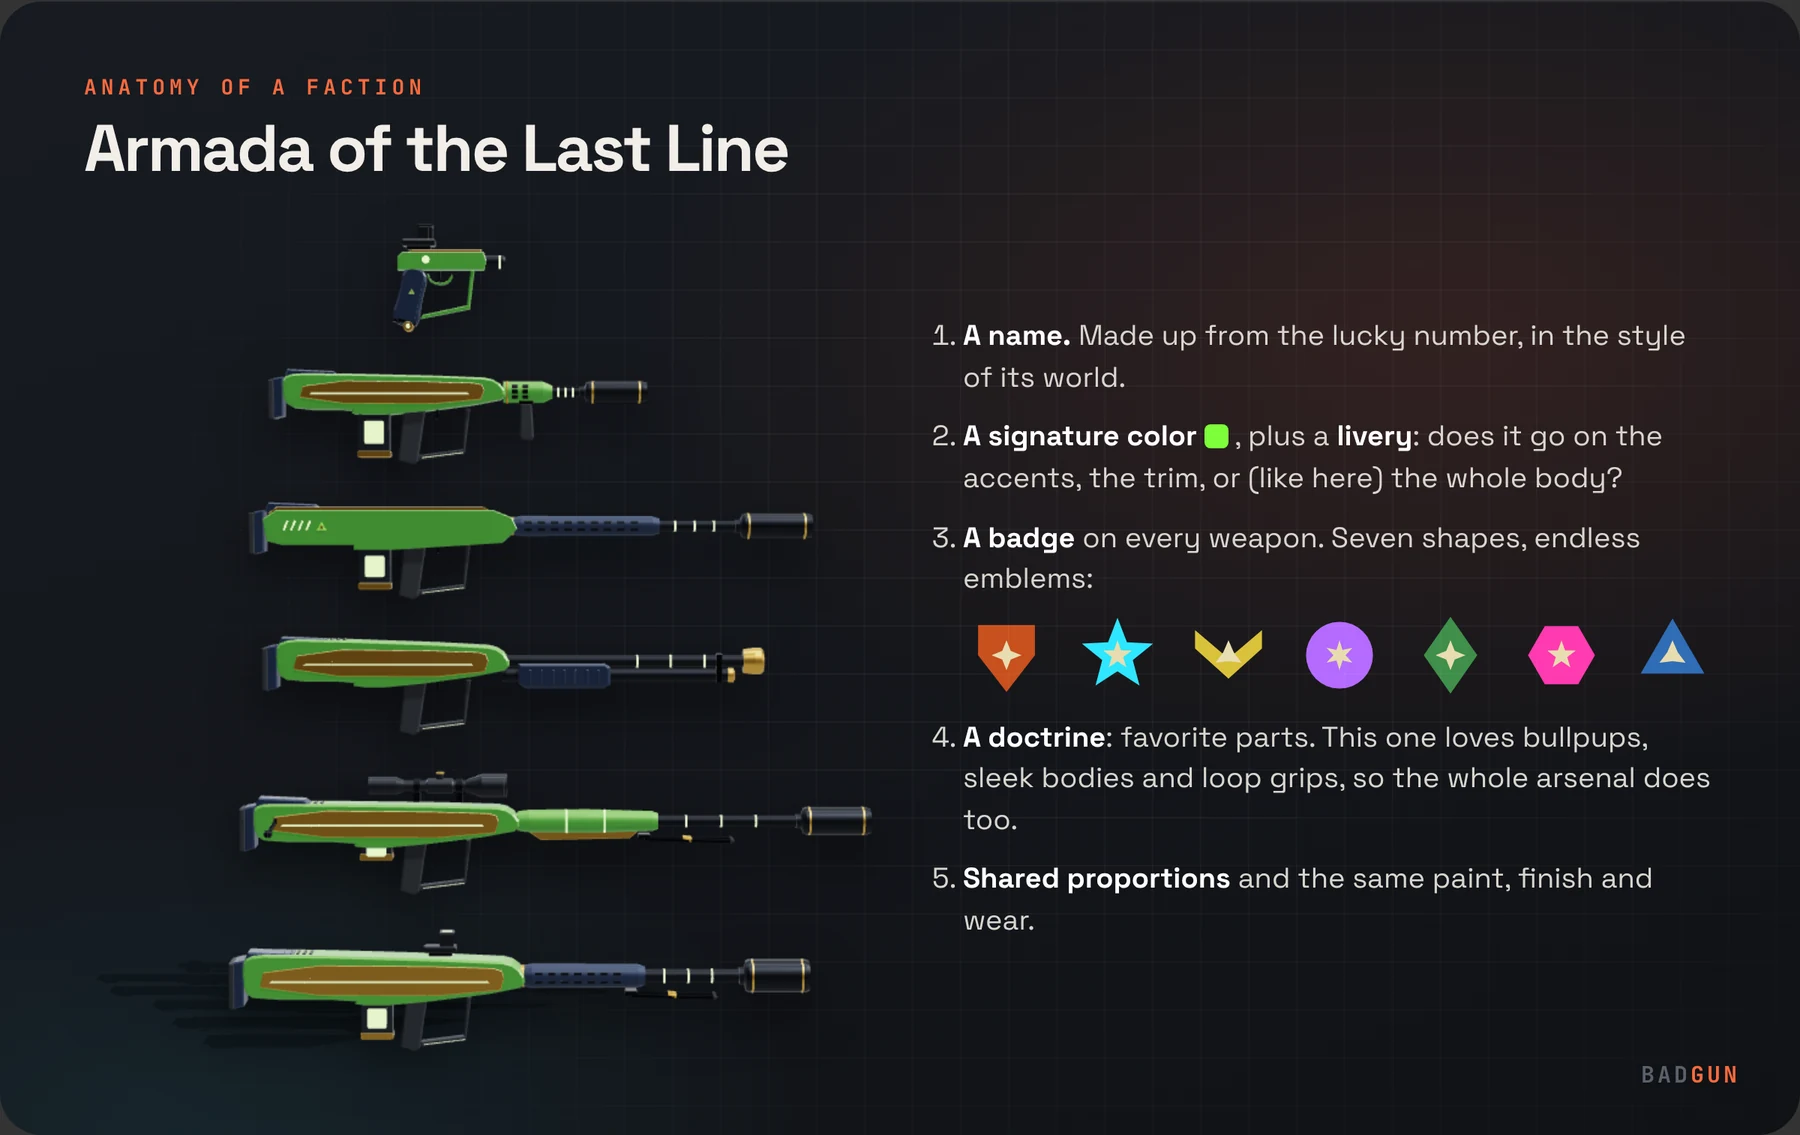 ANATOMY OF A FACTION
Armada of the Last Line
1. A name. Made up from the lucky number, in the style
of its world.
2. A signature color , plus a livery: does it go on the
accents, the trim, or (like here) the whole body?
3. A badge on every weapon. Seven shapes, endless
emblems:
4. A doctrine: favorite parts. This one loves bullpups,
sleek bodies and loop grips, so the whole arsenal does
too.
5. Shared proportions and the same paint, finish and
wear.
BADGUN